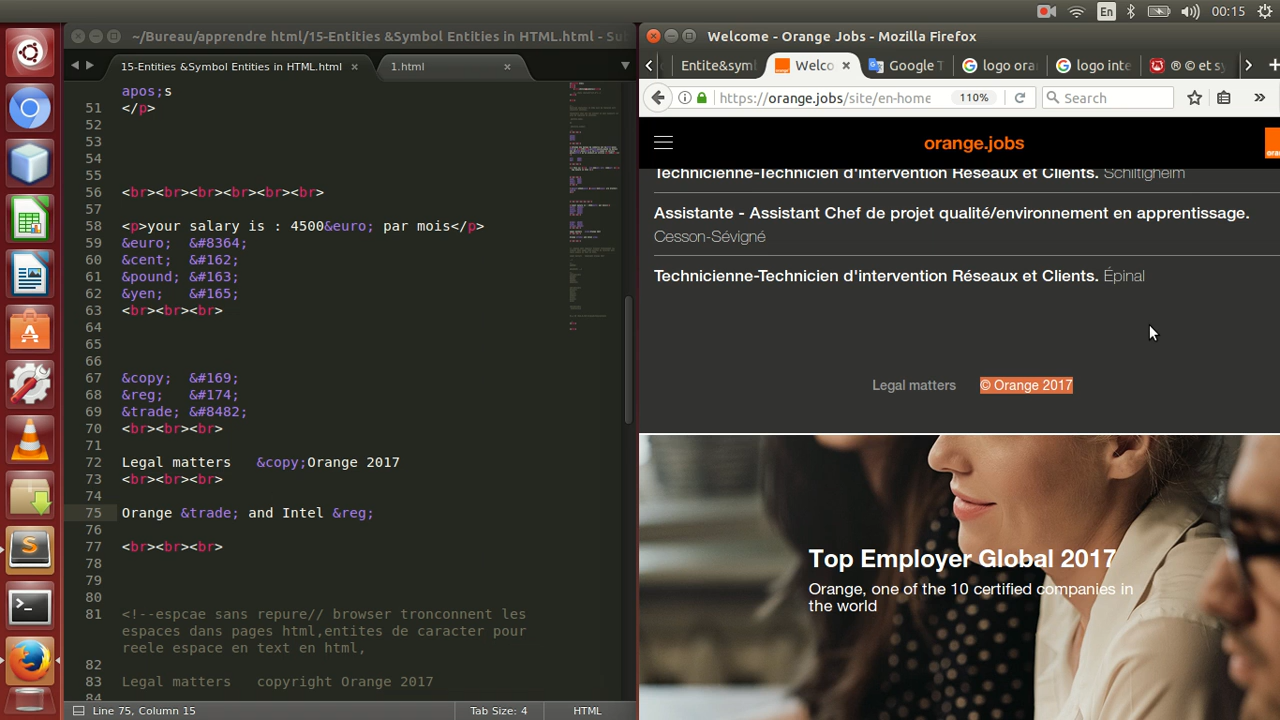 En 00:15
~/Bureau/apprendre html/15-Entities &Symbol Entities in HTML.html - Su
15-Entities &Symbol Entities in HTML.html × 1.html ×
apos;s
51 </p>
52
53
54
55
56 <br><br><br><br><br><br>
57
58 <p>your salary is : 4500&euro; par mois</p>
59 &euro; &#8364;
60 &cent; &#162;
61 &pound; &#163;
62 &yen; &#165;
63 <br><br><br>
64
65
66
67 &copy; &#169;
68 &reg; &#174;
69 &trade; &#8482;
70 <br><br><br>
71
72 Legal matters &copy;Orange 2017
73 <br><br><br>
74
75 Orange &trade; and Intel &reg;
76
77 <br><br><br>
78
79
80
81 <!--espcae sans repure// browser tronconnent les
espaces dans pages html,entites de caracter pour
reele espace en text en html,
82
83 Legal matters copyright Orange 2017
84
Line 75, Column 15 Tab Size: 4 HTML
Welcome - Orange Jobs - Mozilla Firefox
Entite&sym Welco × Google T logo ora logo inte ® © et sy
https://orange.jobs/site/en-home 110% Search
orange.jobs
Technicienne-Technicien d'intervention Réseaux et Clients. Schiltigheim
Assistante - Assistant Chef de projet qualité/environnement en apprentissage.
Cesson-Sévigné
Technicienne-Technicien d'intervention Réseaux et Clients. Épinal
Legal matters © Orange 2017
Top Employer Global 2017
Orange, one of the 10 certified companies in
the world